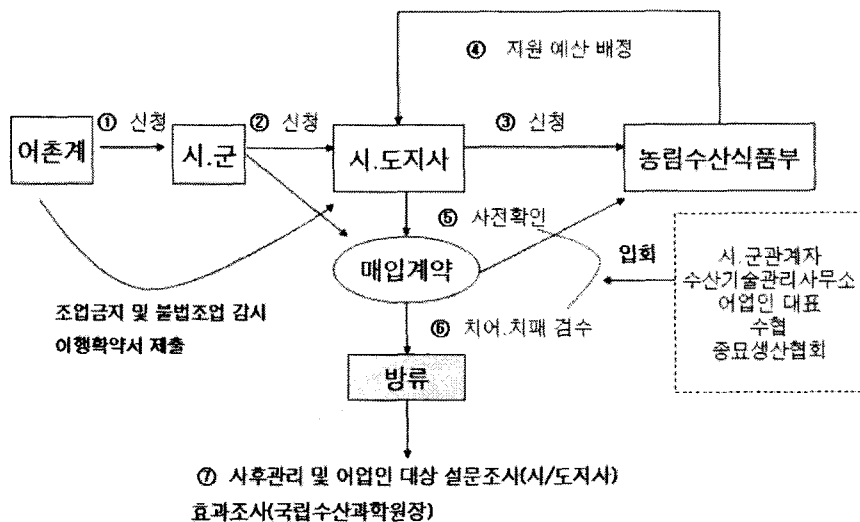 ④ 지원 예산 배정
① 신청
② 신청
③ 신청
어촌계
시.군
시.도지사
농림수산식품부
⑤ 사전확인
매입계약
입회
시.군관계자
수산기술관리사무소
어업인 대표
수협
종묘생산협회
조업금지 및 불법조업 감시
이행확약서 제출
⑥ 치어.치패 검수
방류
⑦ 사후관리 및 어업인 대상 설문조사(시/도지사)
효과조사(국립수산과학원장)